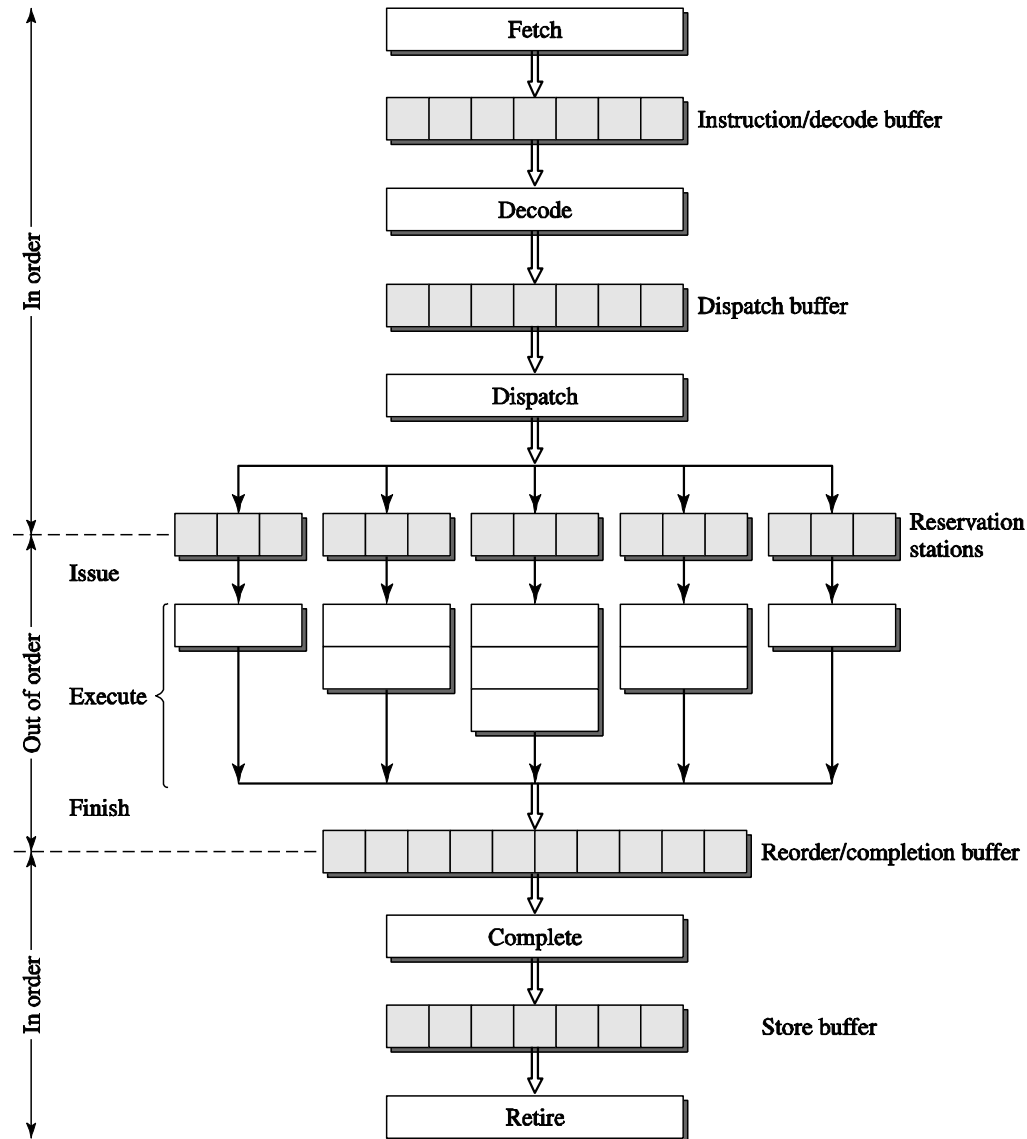 Fetch
Instruction/decode buffer
Decode
In order
Dispatch buffer
Dispatch
Reservation
stations
Issue
Out of order
Execute
Finish
Reorder/completion buffer
Complete
In order
Store buffer
Retire